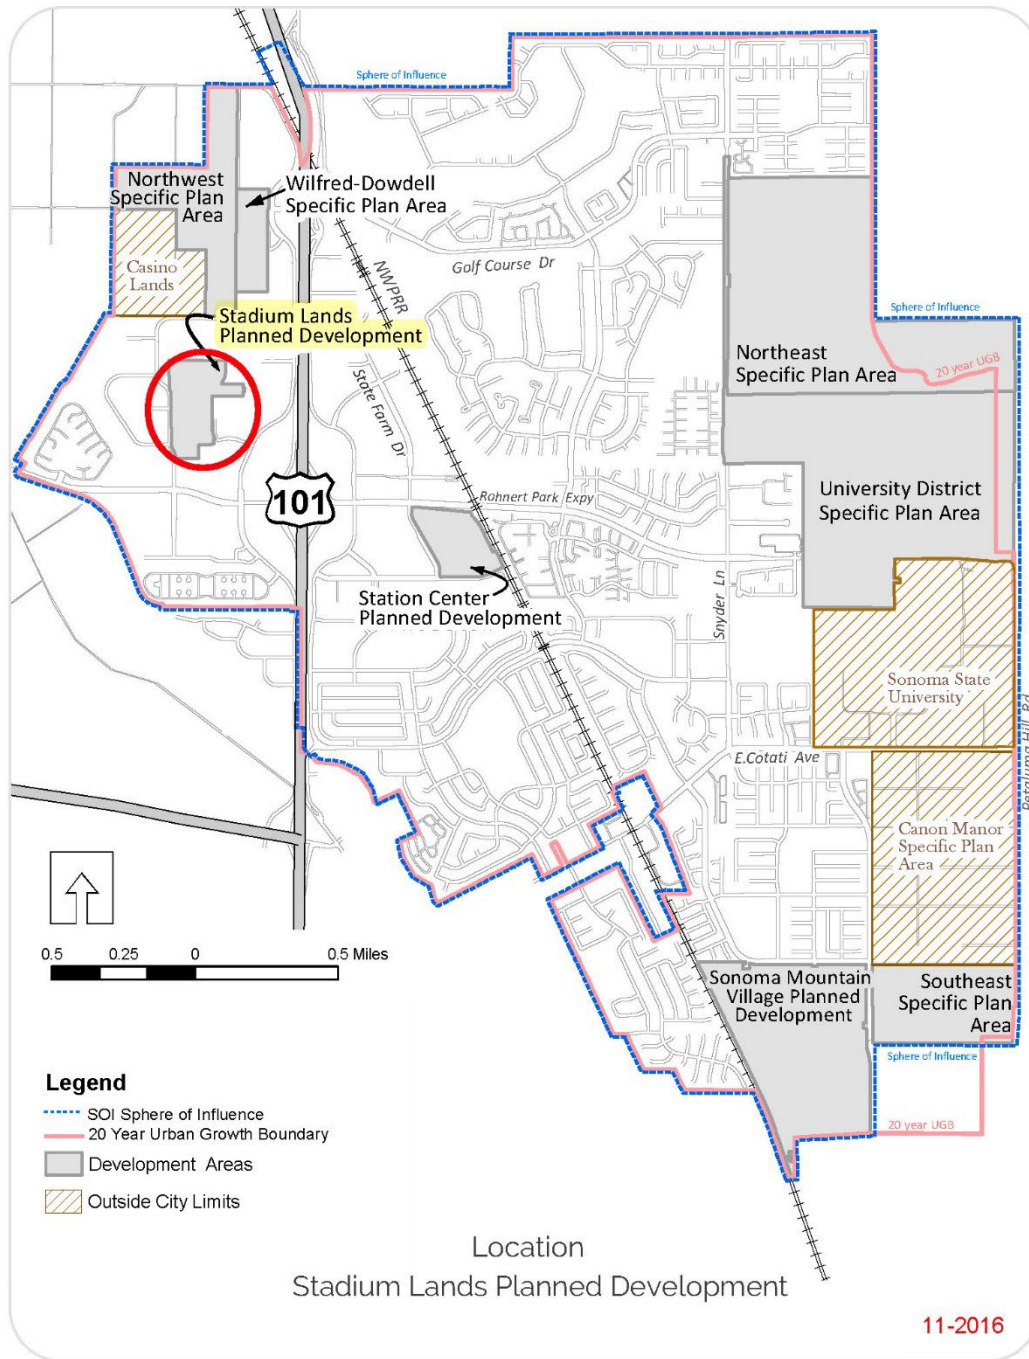 Sphere of Influence
Northwest
Specific Plan
Area
Wilfred-Dowdell
Specific Plan Area
Golf Course Dr
NWPRR
Casino
Lands
Stadium Lands
Planned Development
Sphere of Influence
20 year UGB
Northeast
Specific Plan Area
State Farm Dr
101
Rohnert Park Expy
University District
Specific Plan Area
Station Center
Planned Development
Snyder Ln
Sonoma State
University
Petaluma Hill Rd
E.Cotati Ave
Canon Manor
Specific Plan
Area
0.5 0.25 0 0.5 Miles
Sonoma Mountain
Village Planned
Development
Southeast
Specific Plan
Area
Sphere of Influence
20 year UGB
Legend
SOI Sphere of Influence
20 Year Urban Growth Boundary
Development Areas
Outside City Limits
Location
Stadium Lands Planned Development
11-2016